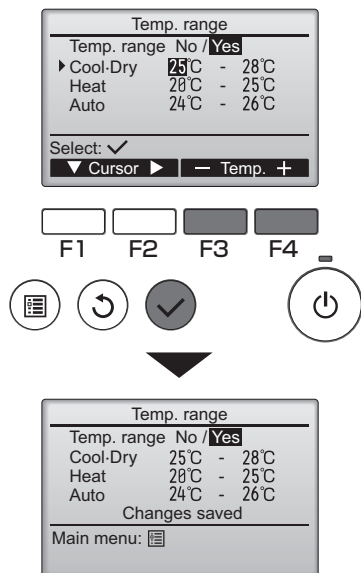 Temp. range
Temp. range No / Yes
Cool·Dry 25°C - 28°C
Heat 20°C - 25°C
Auto 24°C - 26°C
Select: ✓
▼ Cursor ▶ − Temp. +
F1 F2 F3 F4
Temp. range
Temp. range No / Yes
Cool·Dry 25°C - 28°C
Heat 20°C - 25°C
Auto 24°C - 26°C
Changes saved
Main menu: